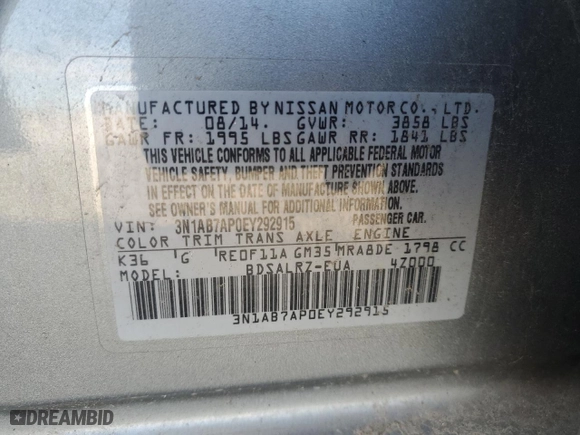 MANUFACTURED BY NISSAN MOTOR CO., LTD.
DATE: 08/14. GVWR: 3858 LBS
GAWR FR: 1995 LBS GAWR RR: 1841 LBS
THIS VEHICLE CONFORMS TO ALL APPLICABLE FEDERAL MOTOR
VEHICLE SAFETY, BUMPER AND THEFT PREVENTION STANDARDS
IN EFFECT ON THE DATE OF MANUFACTURE SHOWN ABOVE.
SEE OWNER'S MANUAL FOR ADDITIONAL INFORMATION.
VIN: 3N1AB7AP0EY292915 PASSENGER CAR.
COLOR TRIM TRANS AXLE ENGINE
K36 G RE0F11A GM35 MRA8DE 1798 CC
MODEL: BDSALRZ-EUA 4Z000
3N1AB7AP0EY292915
DREAMBID